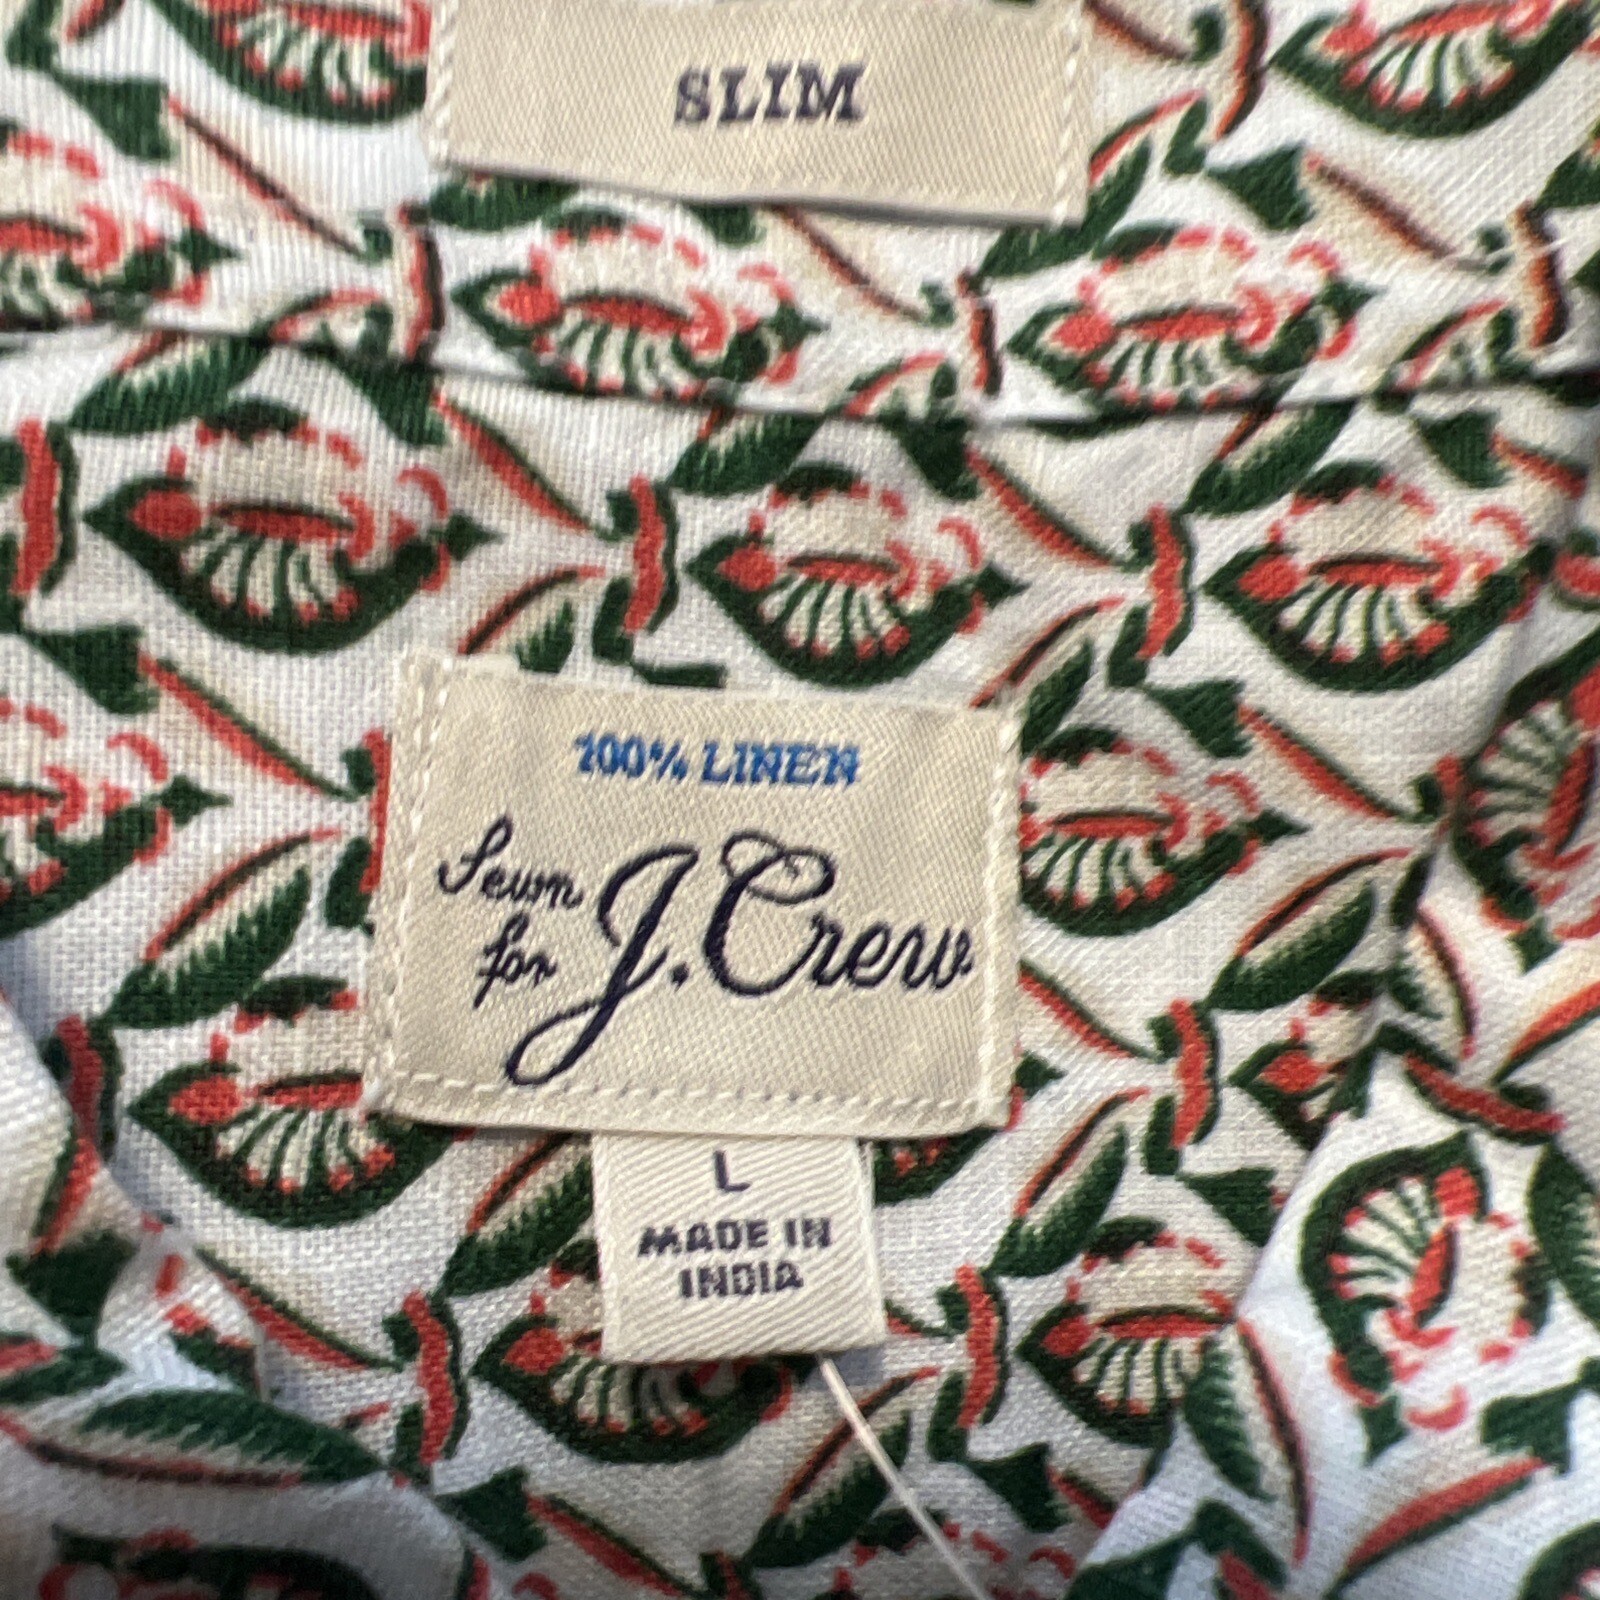 SLIM
100% LINEN
Sewn
for
J.Crew
L
MADE IN
INDIA